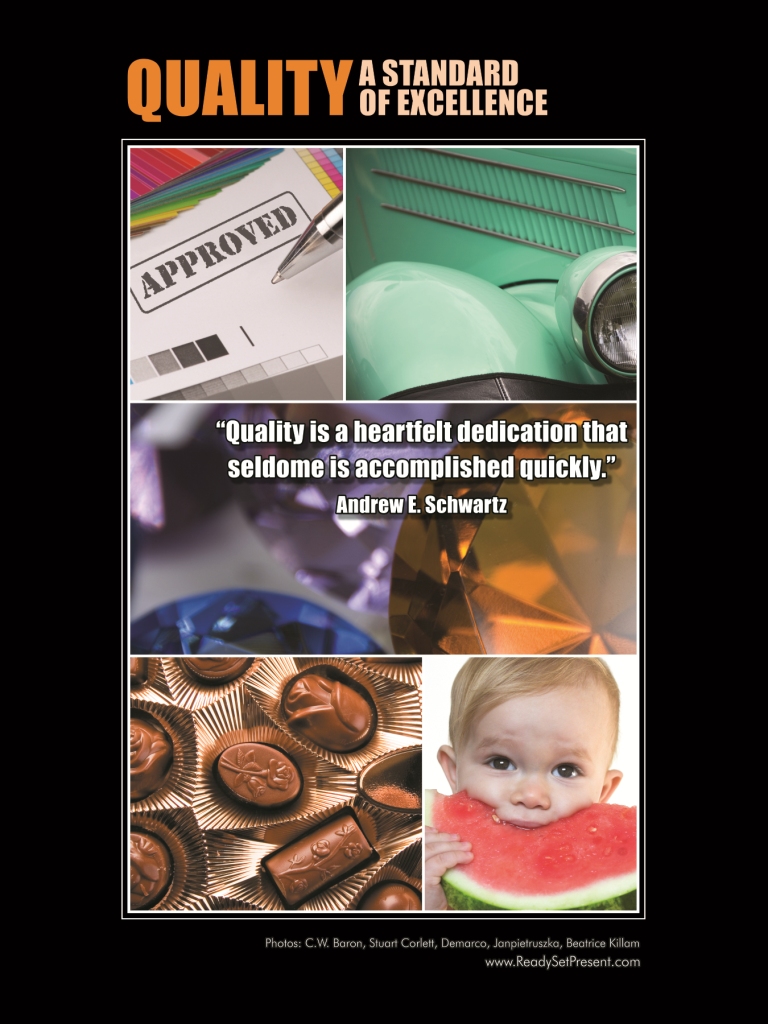 QUALITY A STANDARD
OF EXCELLENCE
APPROVED
“Quality is a heartfelt dedication that
seldome is accomplished quickly.”
Andrew E. Schwartz
Photos: C.W. Baron, Stuart Corlett, Demarco, Janpietruszka, Beatrice Killam
www.ReadySetPresent.com